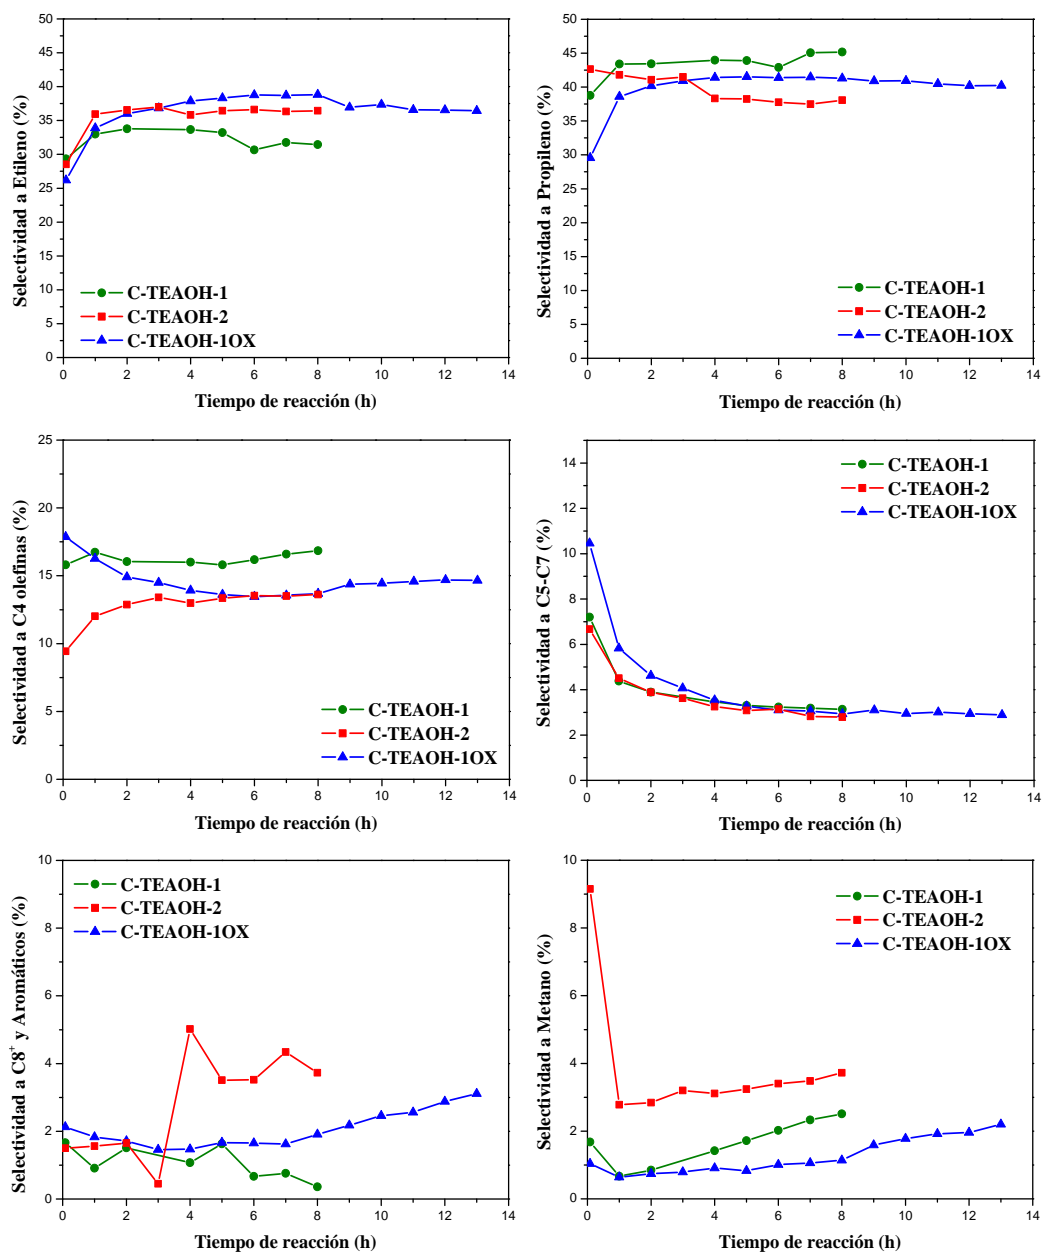 Selectividad a Etileno (%)
50
45
40
35
30
25
20
15
10
5
0
C-TEAOH-1
C-TEAOH-2
C-TEAOH-1OX
0 2 4 6 8 10 12 14
Tiempo de reacción (h)
Selectividad a Propileno (%)
50
45
40
35
30
25
20
15
10
5
0
C-TEAOH-1
C-TEAOH-2
C-TEAOH-1OX
0 2 4 6 8 10 12 14
Tiempo de reacción (h)
Selectividad a C4 olefinas (%)
25
20
15
10
5
0
C-TEAOH-1
C-TEAOH-2
C-TEAOH-1OX
0 2 4 6 8 10 12 14
Tiempo de reacción (h)
Selectividad a C5-C7 (%)
14
12
10
8
6
4
2
0
C-TEAOH-1
C-TEAOH-2
C-TEAOH-1OX
0 2 4 6 8 10 12 14
Tiempo de reacción (h)
Selectividad a C8⁺ y Aromáticos (%)
10
8
6
4
2
0
C-TEAOH-1
C-TEAOH-2
C-TEAOH-1OX
0 2 4 6 8 10 12 14
Tiempo de reacción (h)
Selectividad a Metano (%)
10
8
6
4
2
0
C-TEAOH-1
C-TEAOH-2
C-TEAOH-1OX
0 2 4 6 8 10 12 14
Tiempo de reacción (h)